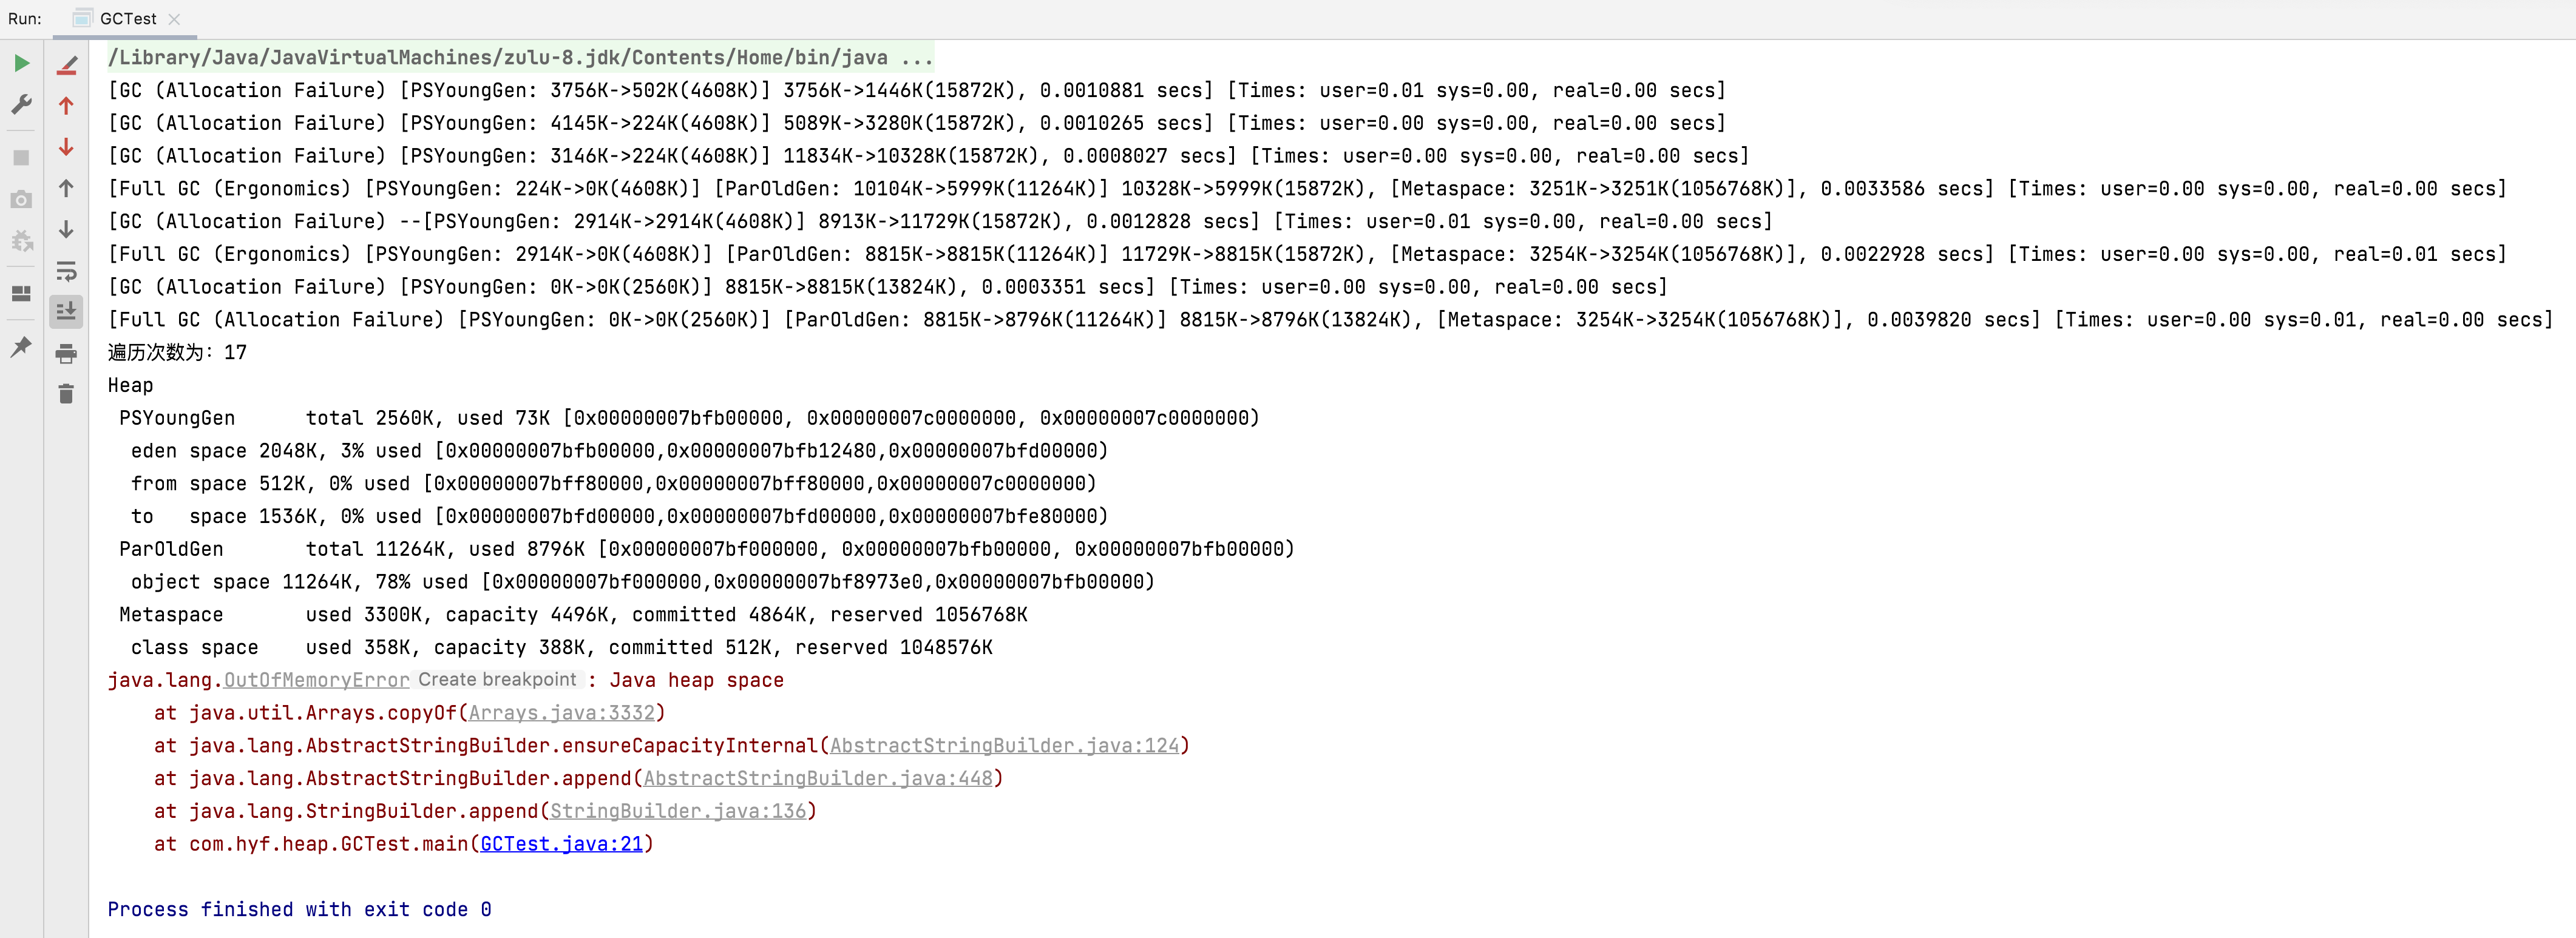 Run: GCTest
/Library/Java/JavaVirtualMachines/zulu-8.jdk/Contents/Home/bin/java ...
[GC (Allocation Failure) [PSYoungGen: 3756K->502K(4608K)] 3756K->1446K(15872K), 0.0010881 secs] [Times: user=0.01 sys=0.00, real=0.00 secs]
[GC (Allocation Failure) [PSYoungGen: 4145K->224K(4608K)] 5089K->3280K(15872K), 0.0010265 secs] [Times: user=0.00 sys=0.00, real=0.00 secs]
[GC (Allocation Failure) [PSYoungGen: 3146K->224K(4608K)] 11834K->10328K(15872K), 0.0008027 secs] [Times: user=0.00 sys=0.00, real=0.00 secs]
[Full GC (Ergonomics) [PSYoungGen: 224K->0K(4608K)] [ParOldGen: 10104K->5999K(11264K)] 10328K->5999K(15872K), [Metaspace: 3251K->3251K(1056768K)], 0.0033586 secs] [Times: user=0.00 sys=0.00, real=0.00 secs]
[GC (Allocation Failure) --[PSYoungGen: 2914K->2914K(4608K)] 8913K->11729K(15872K), 0.0012828 secs] [Times: user=0.01 sys=0.00, real=0.00 secs]
[Full GC (Ergonomics) [PSYoungGen: 2914K->0K(4608K)] [ParOldGen: 8815K->8815K(11264K)] 11729K->8815K(15872K), [Metaspace: 3254K->3254K(1056768K)], 0.0022928 secs] [Times: user=0.00 sys=0.00, real=0.01 secs]
[GC (Allocation Failure) [PSYoungGen: 0K->0K(2560K)] 8815K->8815K(13824K), 0.0003351 secs] [Times: user=0.00 sys=0.00, real=0.00 secs]
[Full GC (Allocation Failure) [PSYoungGen: 0K->0K(2560K)] [ParOldGen: 8815K->8796K(11264K)] 8815K->8796K(13824K), [Metaspace: 3254K->3254K(1056768K)], 0.0039820 secs] [Times: user=0.00 sys=0.01, real=0.00 secs]
遍历次数为：17
Heap
 PSYoungGen      total 2560K, used 73K [0x00000007bfb00000, 0x00000007c0000000, 0x00000007c0000000)
  eden space 2048K, 3% used [0x00000007bfb00000,0x00000007bfb12480,0x00000007bfd00000)
  from space 512K, 0% used [0x00000007bff80000,0x00000007bff80000,0x00000007c0000000)
  to   space 1536K, 0% used [0x00000007bfd00000,0x00000007bfd00000,0x00000007bfe80000)
 ParOldGen       total 11264K, used 8796K [0x00000007bf000000, 0x00000007bfb00000, 0x00000007bfb00000)
  object space 11264K, 78% used [0x00000007bf000000,0x00000007bf8973e0,0x00000007bfb00000)
 Metaspace       used 3300K, capacity 4496K, committed 4864K, reserved 1056768K
  class space    used 358K, capacity 388K, committed 512K, reserved 1048576K
java.lang.OutOfMemoryError Create breakpoint : Java heap space
    at java.util.Arrays.copyOf(Arrays.java:3332)
    at java.lang.AbstractStringBuilder.ensureCapacityInternal(AbstractStringBuilder.java:124)
    at java.lang.AbstractStringBuilder.append(AbstractStringBuilder.java:448)
    at java.lang.StringBuilder.append(StringBuilder.java:136)
    at com.hyf.heap.GCTest.main(GCTest.java:21)
Process finished with exit code 0